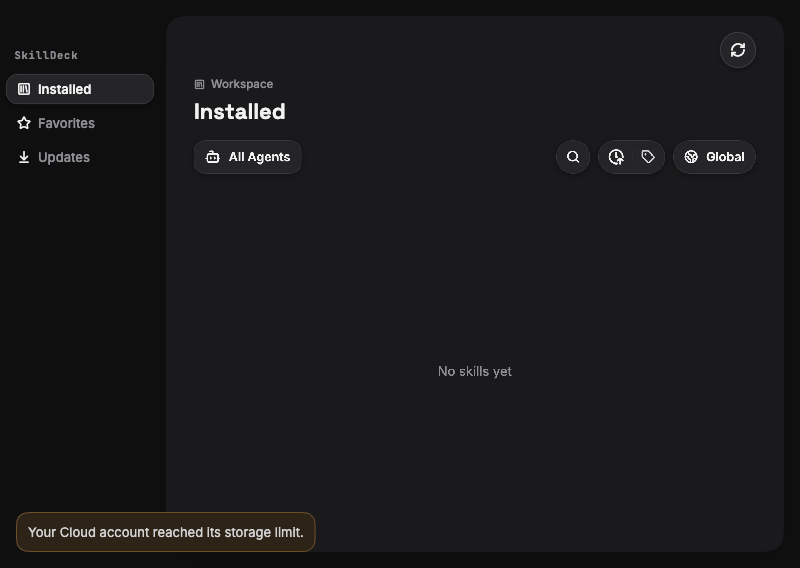 SkillDeck
Installed
Favorites
Updates
Workspace
Installed
All Agents
Global
No skills yet
Your Cloud account reached its storage limit.